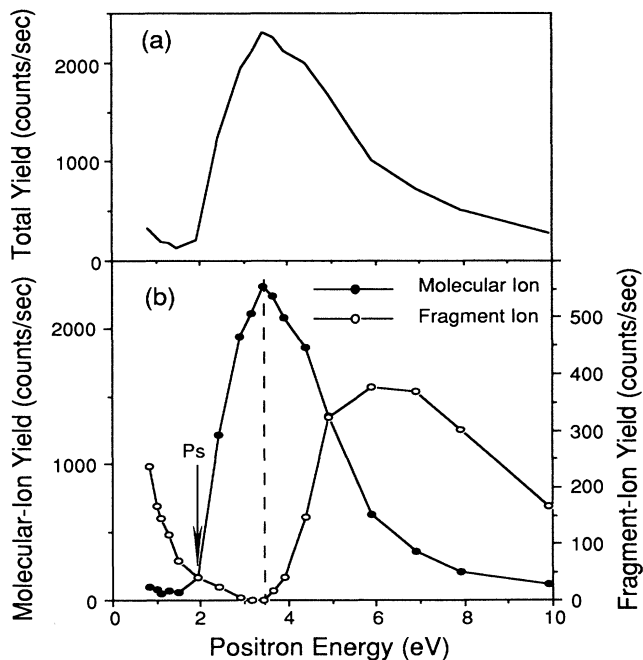 (a)
Total Yield (counts/sec)
2000
1000
0
(b)
Molecular Ion
Fragment Ion
Ps
Molecular-Ion Yield (counts/sec)
2000
1000
0
Fragment-Ion Yield (counts/sec)
500
400
300
200
100
0
0 2 4 6 8 10
Positron Energy (eV)